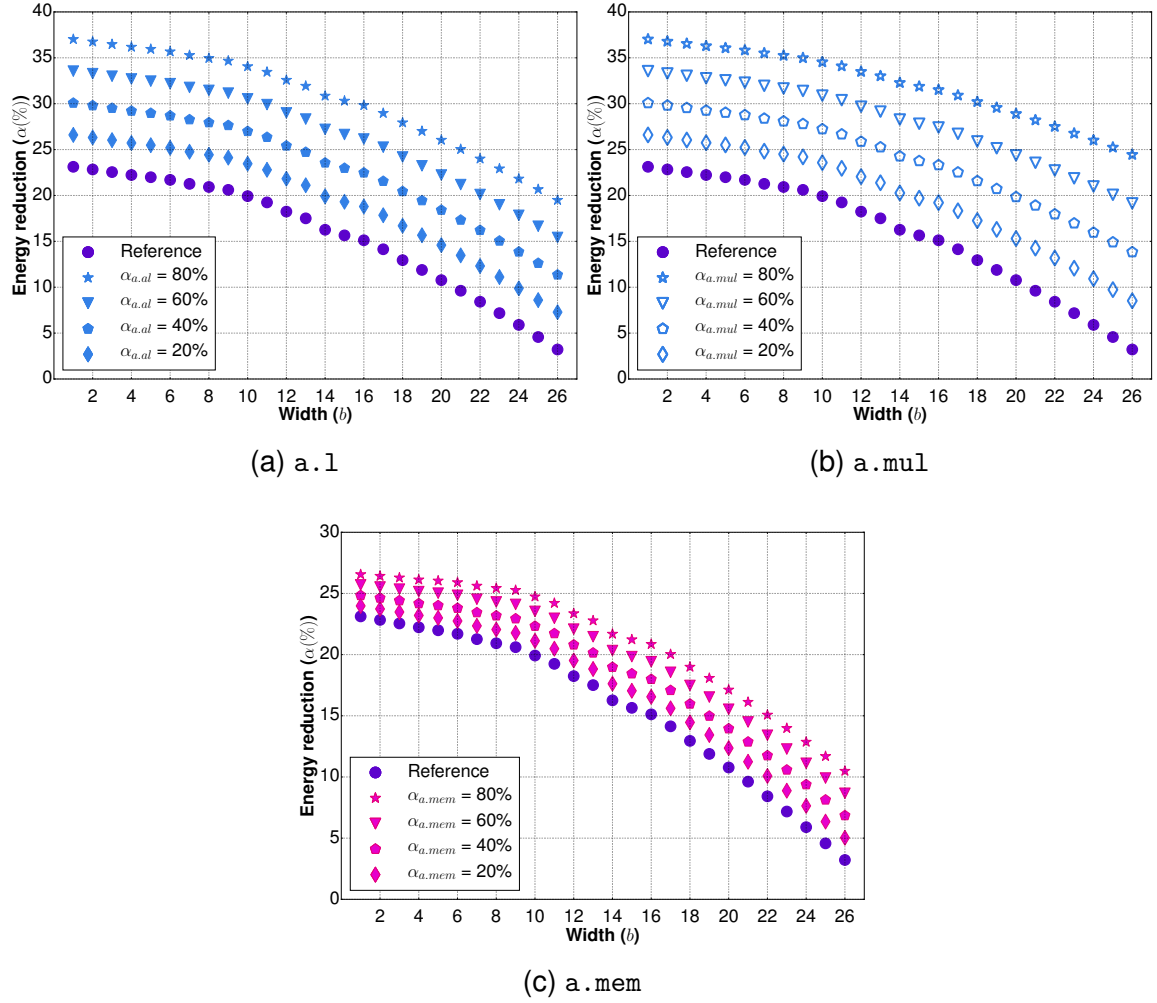 40
35
30
25
20
15
10
5
0
Energy reduction (α(%))
Reference
α_{a.al} = 80%
α_{a.al} = 60%
α_{a.al} = 40%
α_{a.al} = 20%
2 4 6 8 10 12 14 16 18 20 22 24 26
Width (b)
(a) a.l
40
35
30
25
20
15
10
5
0
Energy reduction (α(%))
Reference
α_{a.mul} = 80%
α_{a.mul} = 60%
α_{a.mul} = 40%
α_{a.mul} = 20%
2 4 6 8 10 12 14 16 18 20 22 24 26
Width (b)
(b) a.mul
30
25
20
15
10
5
0
Energy reduction (α(%))
Reference
α_{a.mem} = 80%
α_{a.mem} = 60%
α_{a.mem} = 40%
α_{a.mem} = 20%
2 4 6 8 10 12 14 16 18 20 22 24 26
Width (b)
(c) a.mem